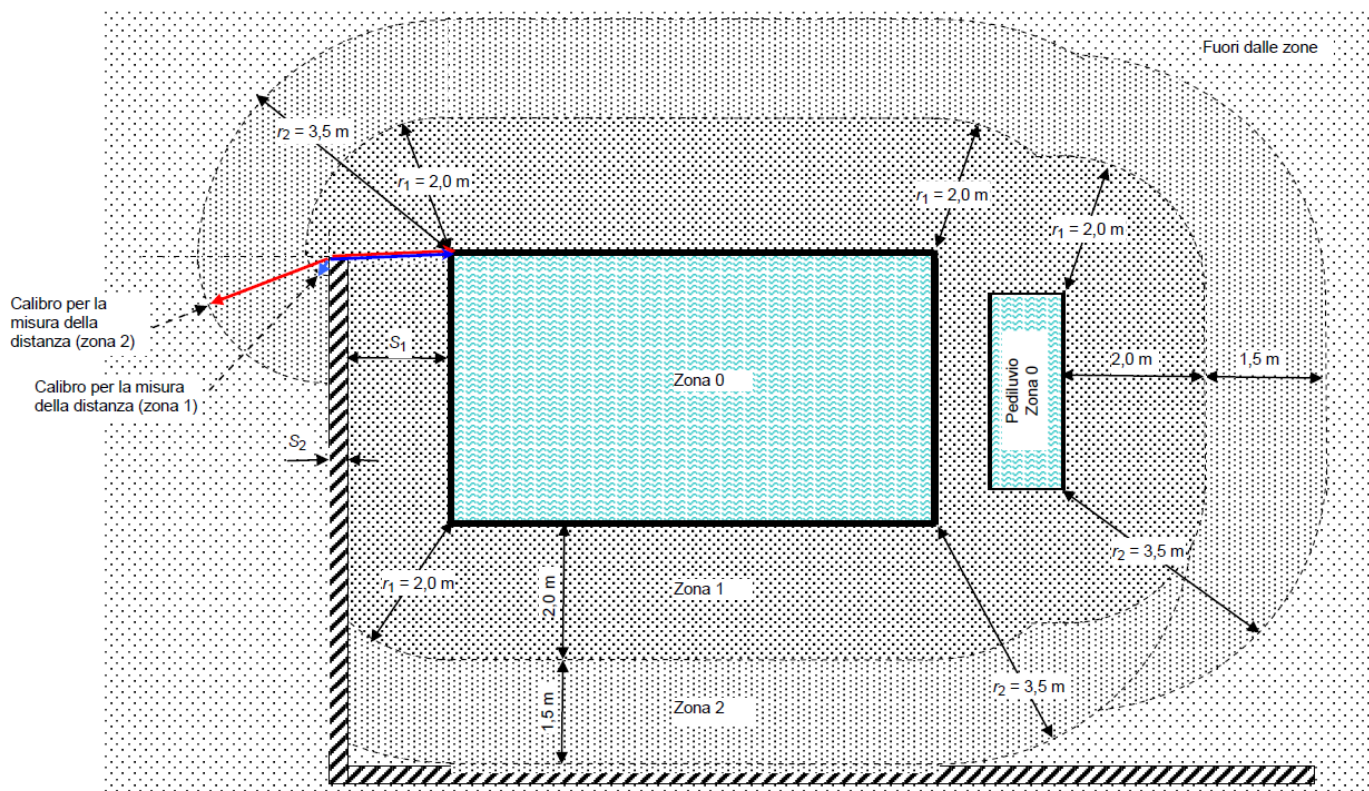 Fuori dalle zone
r2 = 3,5 m
r1 = 2,0 m
r1 = 2,0 m
r1 = 2,0 m
Calibro per la
misura della
distanza (zona 2)
S1
Zona 0
Pediluvio
Zona 0
2,0 m
1,5 m
Calibro per la misura
della distanza (zona 1)
S2
r2 = 3,5 m
r1 = 2,0 m
2,0 m
Zona 1
r2 = 3,5 m
1,5 m
Zona 2